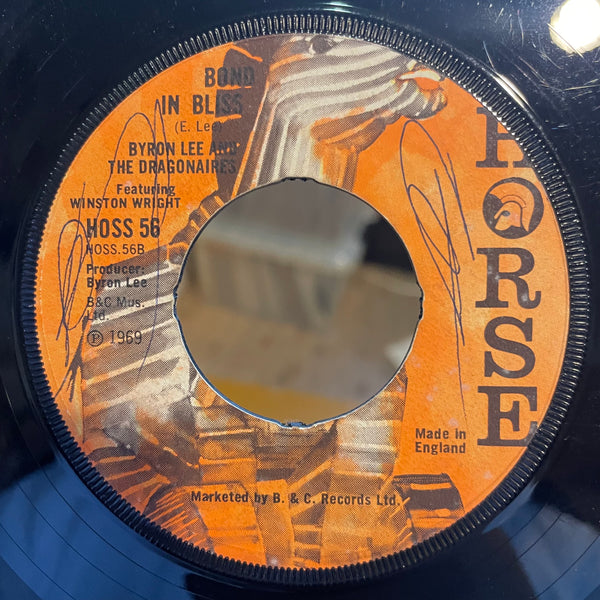 BOND
IN BLISS
(E. Lee)
BYRON LEE AND
THE DRAGONAIRES
Featuring
WINSTON WRIGHT
HOSS 56
HOSS.56B
Producer:
Byron Lee
B&C Mus.
Ltd.
℗ 1969
HORSE
Made in
England
Marketed by B. & C. Records Ltd.